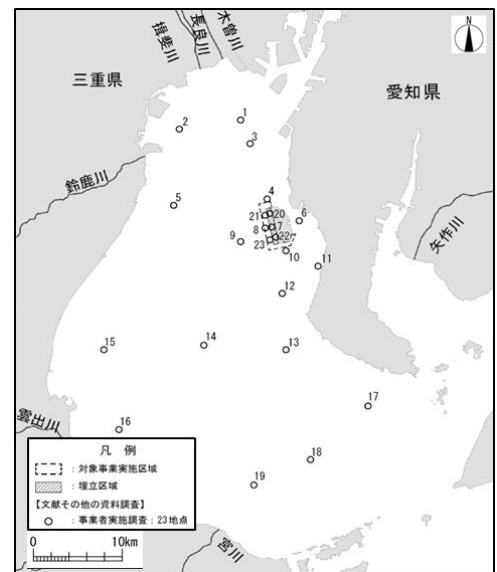 木曽川
長良川
揖斐川
N
三重県
愛知県
1
2
3
鈴鹿川
4
5
21
20
6
矢作川
8
7
9
23
22
10
11
12
14
13
15
17
16
雲出川
18
19
凡 例
：対象事業実施区域
：埋立区域
【文献その他の資料調査】
：事業者実施調査：23地点
0
10km
宮川